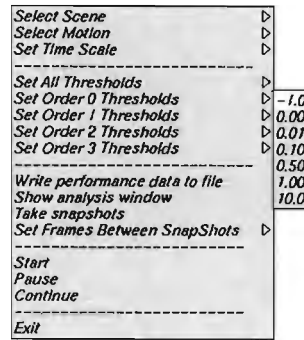 Select Scene
Select Motion
Set Time Scale
Set All Thresholds
Set Order 0 Thresholds
Set Order 1 Thresholds
Set Order 2 Thresholds
Set Order 3 Thresholds
-1.0
0.00
0.01
0.10
0.50
1.00
10.0
Write performance data to file
Show analysis window
Take snapshots
Set Frames Between SnapShots
Start
Pause
Continue
Exit